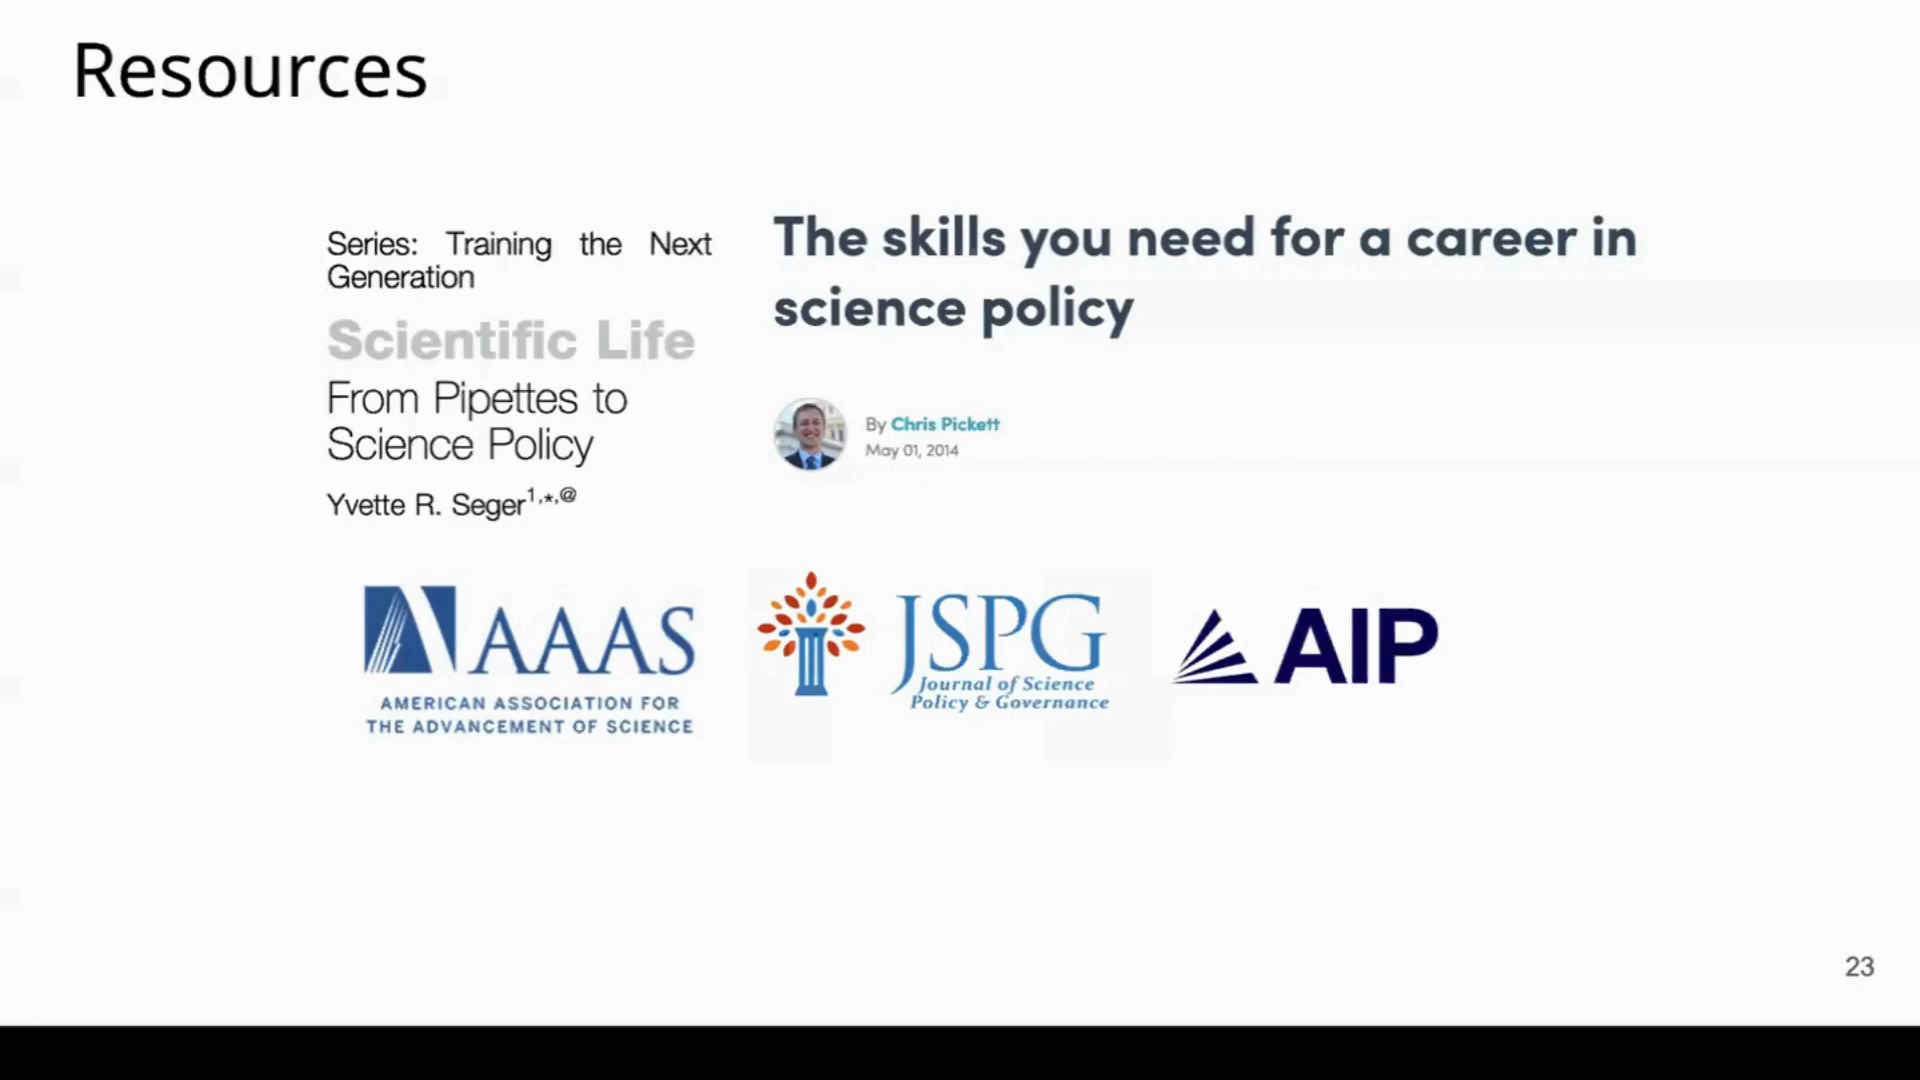 Resources
Series: Training the Next
Generation
Scientific Life
From Pipettes to
Science Policy
Yvette R. Seger1,*,@
The skills you need for a career in
science policy
By Chris Pickett
May 01, 2014
AAAS
AMERICAN ASSOCIATION FOR
THE ADVANCEMENT OF SCIENCE
JSPG
Journal of Science
Policy & Governance
AIP
23